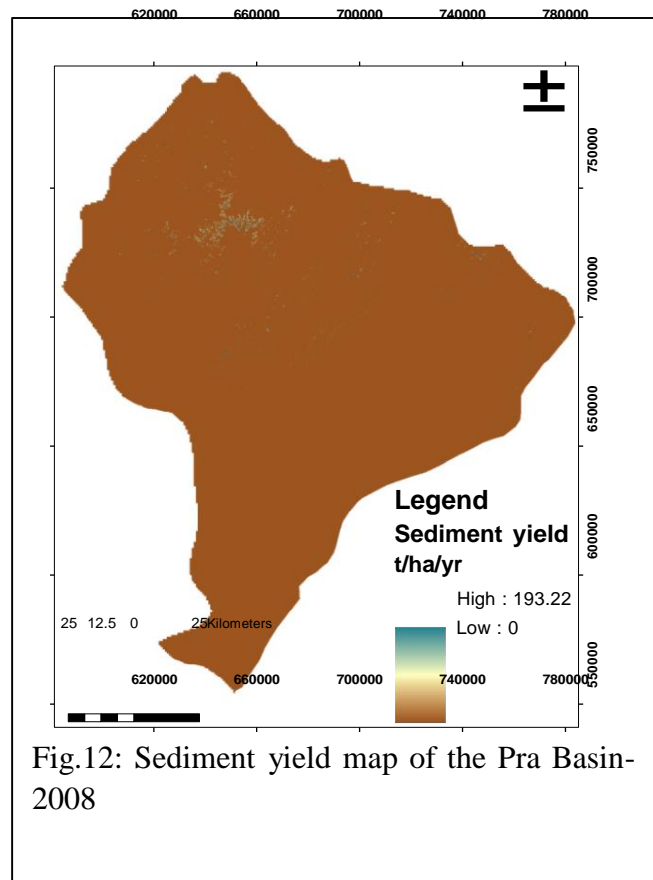 620000 660000 700000 740000 780000
750000
700000
650000
600000
550000
Legend
Sediment yield
t/ha/yr
High : 193.22
Low : 0
25 12.5 0 25Kilometers
620000 660000 700000 740000 780000
Fig.12: Sediment yield map of the Pra Basin-
2008